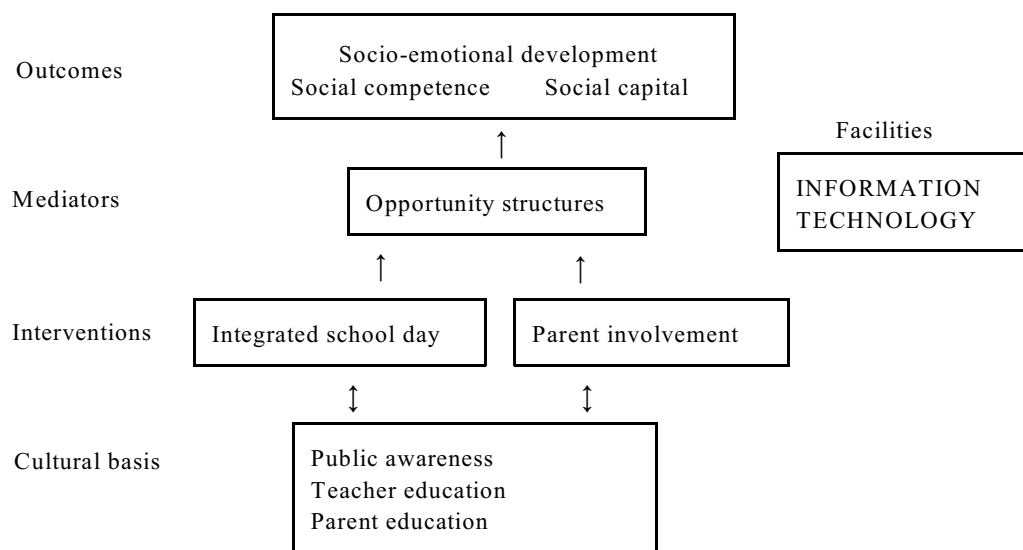 Outcomes
Socio-emotional development
Social competence Social capital
↑
Facilities
INFORMATION
TECHNOLOGY
Mediators
Opportunity structures
↑ ↑
Interventions
Integrated school day
Parent involvement
↕ ↕
Cultural basis
Public awareness
Teacher education
Parent education